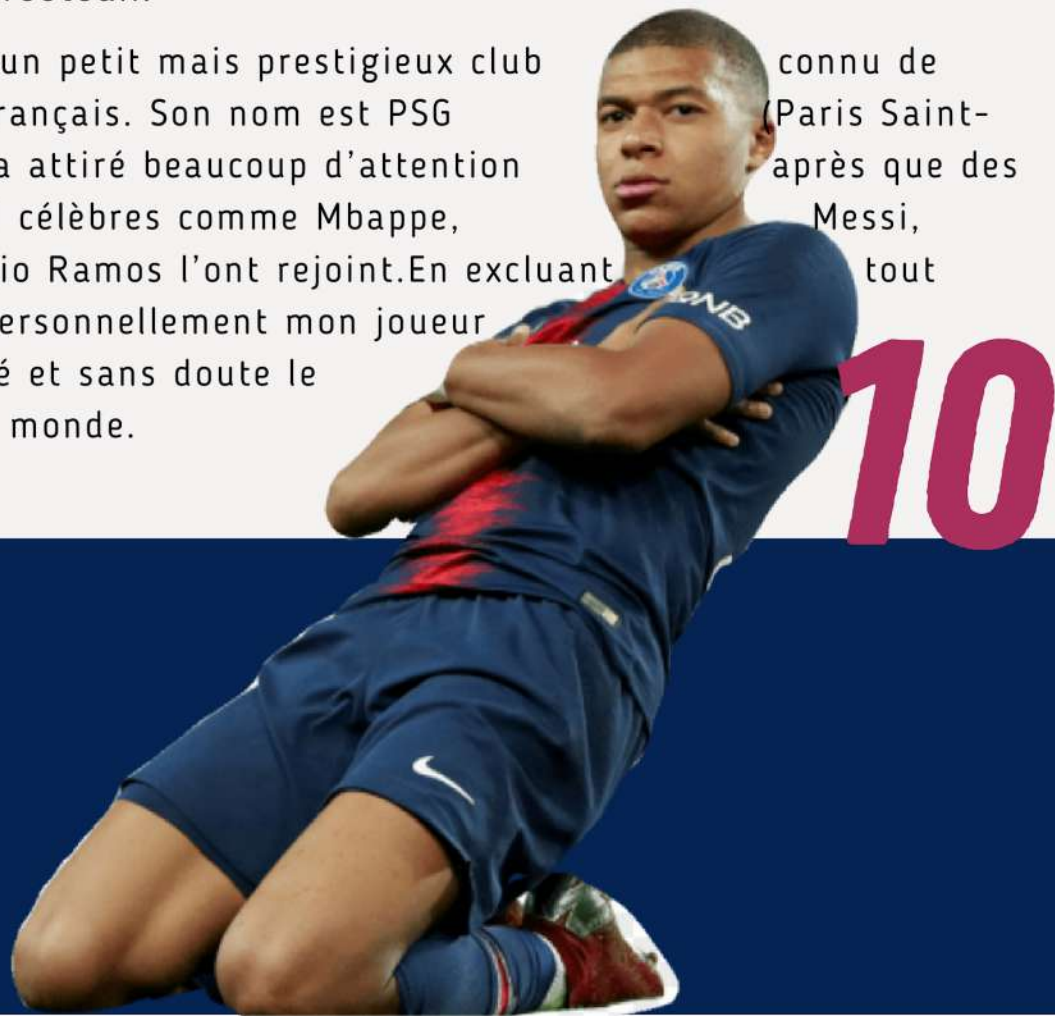 un petit mais prestigieux club connu de
rançais. Son nom est PSG (Paris Saint-
a attiré beaucoup d'attention après que des
célèbres comme Mbappe, Messi,
io Ramos l'ont rejoint.En excluant tout
ersonnellement mon joueur
é et sans doute le
monde.
QNB
10